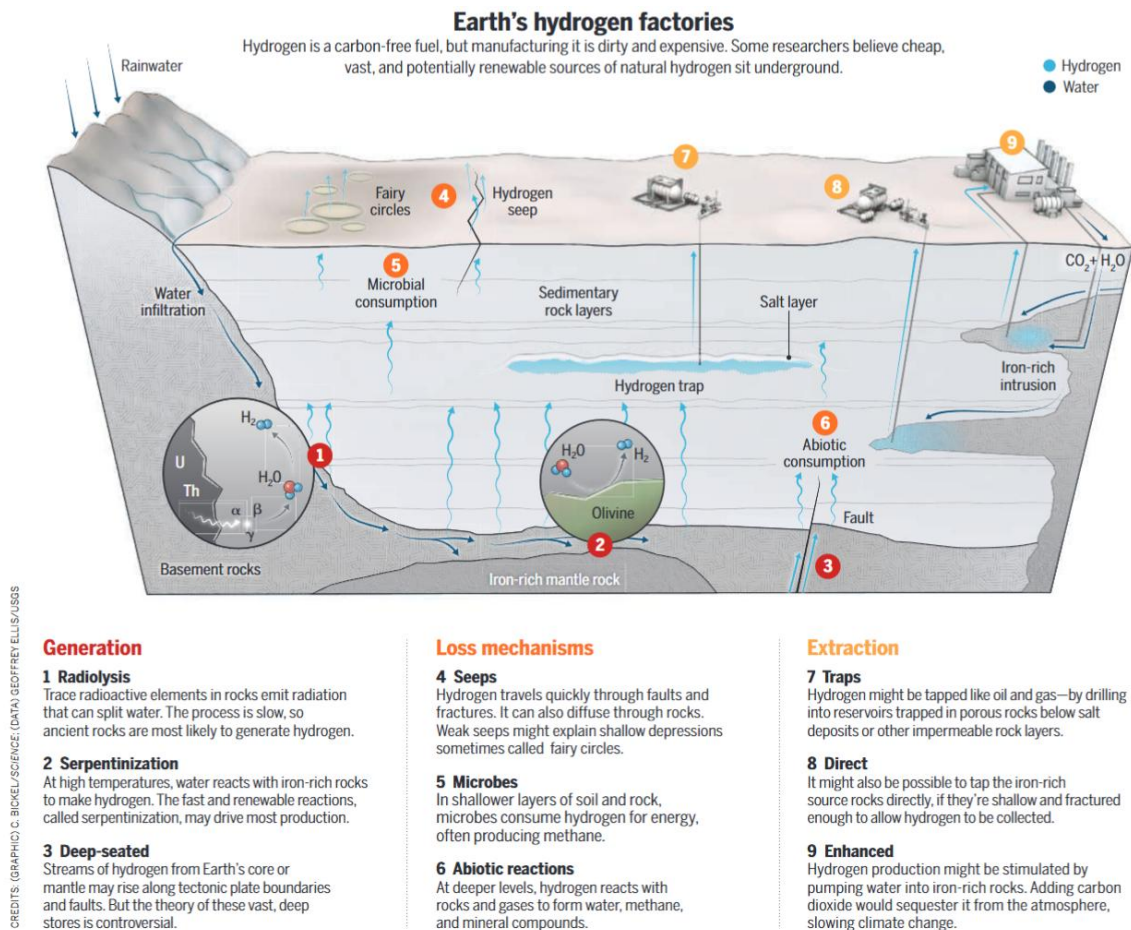 Earth's hydrogen factories
Hydrogen is a carbon-free fuel, but manufacturing it is dirty and expensive. Some researchers believe cheap,
vast, and potentially renewable sources of natural hydrogen sit underground.
Rainwater
Hydrogen
Water
9
7
8
Fairy
circles
4
Hydrogen
seep
5
Microbial
consumption
CO₂ + H₂O
Water
infiltration
Sedimentary
rock layers
Salt layer
Hydrogen trap
Iron-rich
intrusion
H₂
H₂O
U
Th
α
β
γ
1
H₂O
H₂
Olivine
6
Abiotic
consumption
Fault
Basement rocks
2
Iron-rich mantle rock
3
Generation
1 Radiolysis
Trace radioactive elements in rocks emit radiation
that can split water. The process is slow, so
ancient rocks are most likely to generate hydrogen.
2 Serpentinization
At high temperatures, water reacts with iron-rich rocks
to make hydrogen. The fast and renewable reactions,
called serpentinization, may drive most production.
3 Deep-seated
Streams of hydrogen from Earth's core or
mantle may rise along tectonic plate boundaries
and faults. But the theory of these vast, deep
stores is controversial.
Loss mechanisms
4 Seeps
Hydrogen travels quickly through faults and
fractures. It can also diffuse through rocks.
Weak seeps might explain shallow depressions
sometimes called fairy circles.
5 Microbes
In shallower layers of soil and rock,
microbes consume hydrogen for energy,
often producing methane.
6 Abiotic reactions
At deeper levels, hydrogen reacts with
rocks and gases to form water, methane,
and mineral compounds.
Extraction
7 Traps
Hydrogen might be tapped like oil and gas—by drilling
into reservoirs trapped in porous rocks below salt
deposits or other impermeable rock layers.
8 Direct
It might also be possible to tap the iron-rich
source rocks directly, if they're shallow and fractured
enough to allow hydrogen to be collected.
9 Enhanced
Hydrogen production might be stimulated by
pumping water into iron-rich rocks. Adding carbon
dioxide would sequester it from the atmosphere,
slowing climate change.
CREDITS: (GRAPHIC) C. BICKEL/SCIENCE; (DATA) GEOFFREY ELLIS/USGS